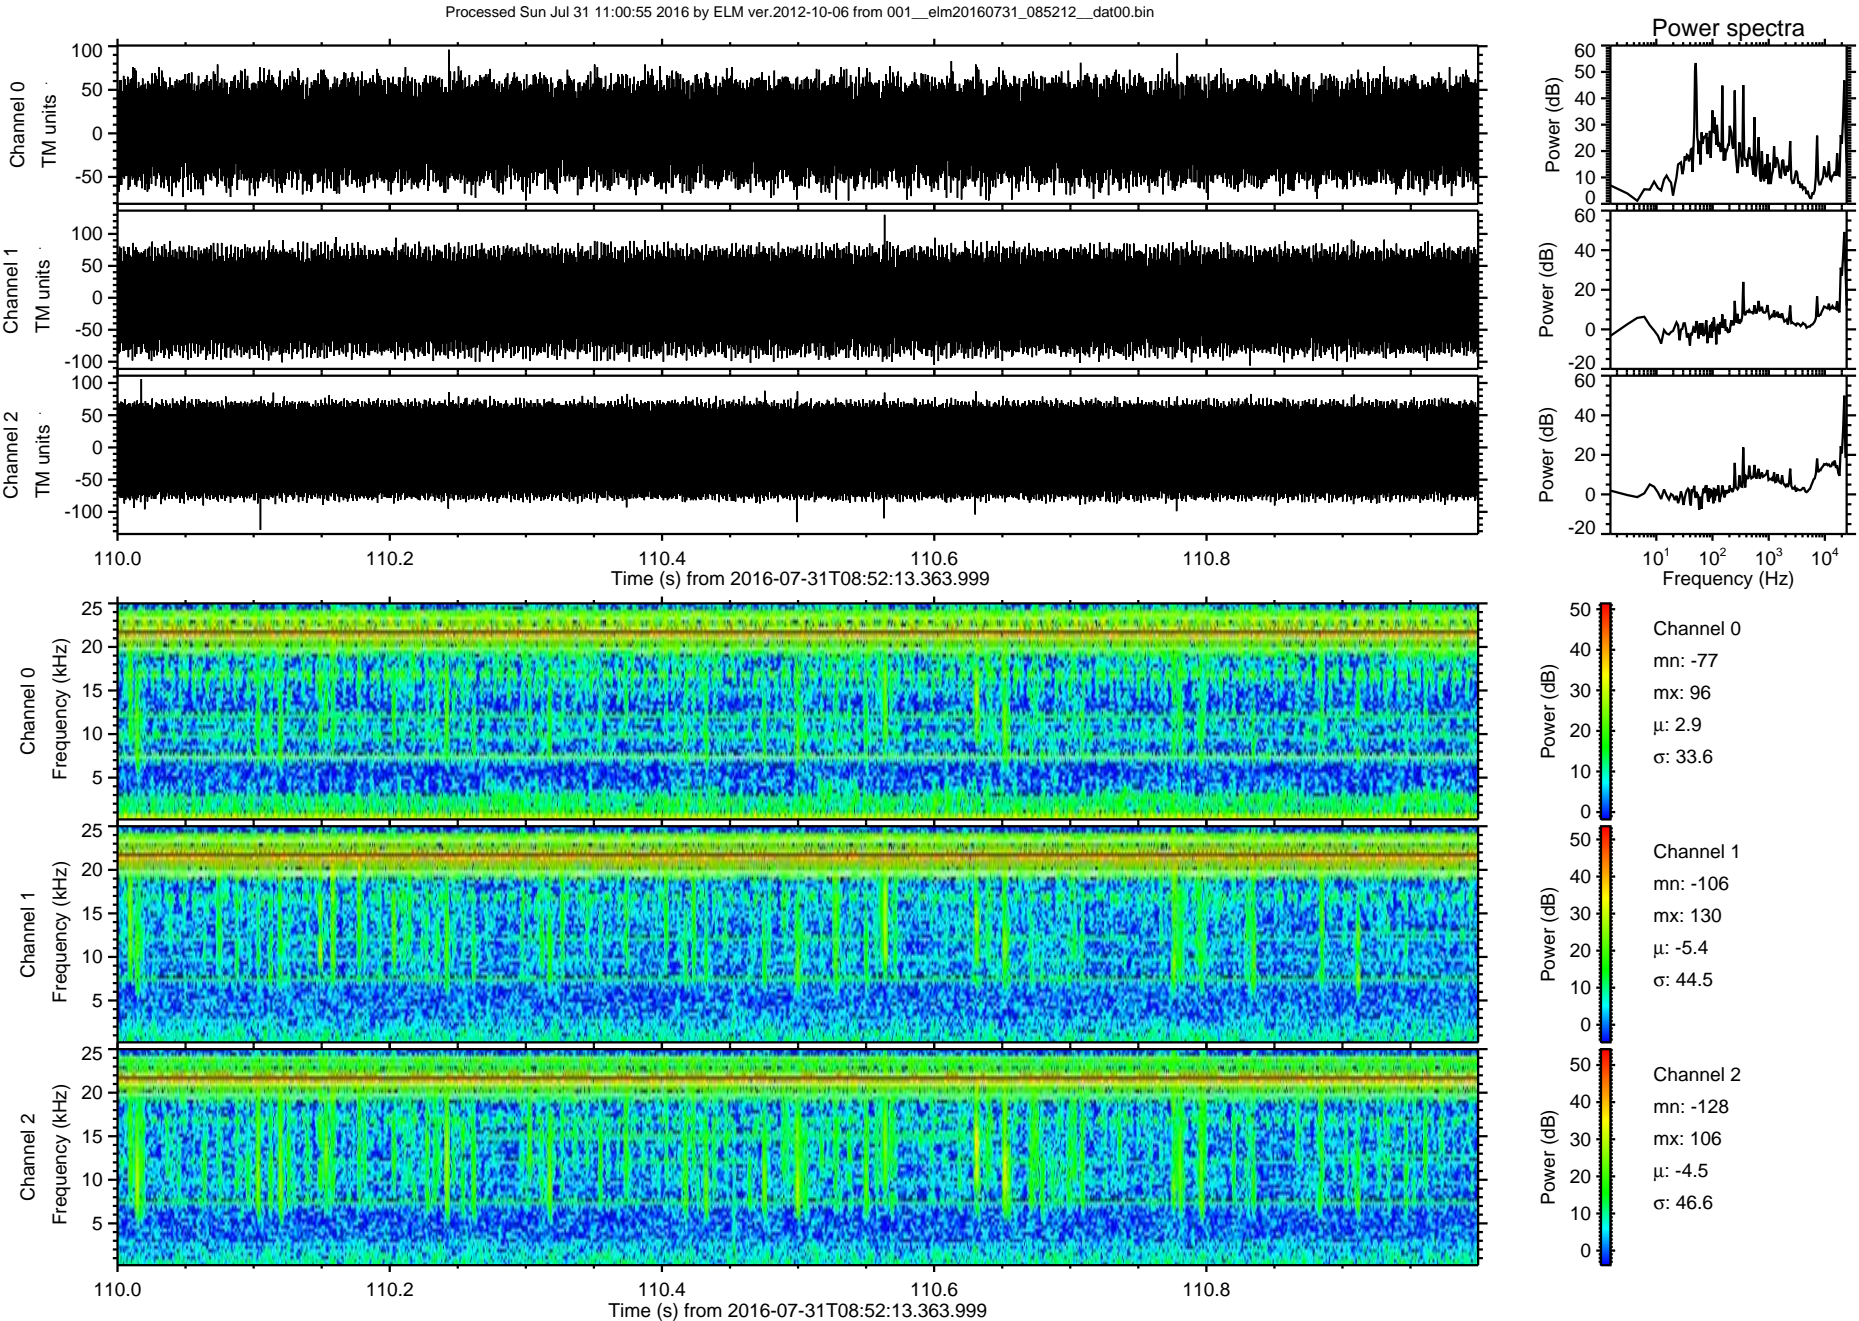 Processed Sun Jul 31 11:00:55 2016 by ELM ver.2012-10-06 from 001__elm20160731_085212__dat00.bin
Power spectra
Channel 0
TM units
100
50
0
-50
Power (dB)
60
50
40
30
20
10
0
Channel 1
TM units
100
50
0
-50
-100
Power (dB)
60
40
20
0
-20
Channel 2
TM units
100
50
0
-50
-100
Power (dB)
60
40
20
0
-20
110.0 110.2 110.4 110.6 110.8
Time (s) from 2016-07-31T08:52:13.363.999
10¹ 10² 10³ 10⁴
Frequency (Hz)
Channel 0
Frequency (kHz)
25
20
15
10
5
Power (dB)
50
40
30
20
10
0
Channel 0
mn: -77
mx: 96
μ: 2.9
σ: 33.6
Channel 1
Frequency (kHz)
25
20
15
10
5
Power (dB)
50
40
30
20
10
0
Channel 1
mn: -106
mx: 130
μ: -5.4
σ: 44.5
Channel 2
Frequency (kHz)
25
20
15
10
5
Power (dB)
50
40
30
20
10
0
Channel 2
mn: -128
mx: 106
μ: -4.5
σ: 46.6
110.0 110.2 110.4 110.6 110.8
Time (s) from 2016-07-31T08:52:13.363.999